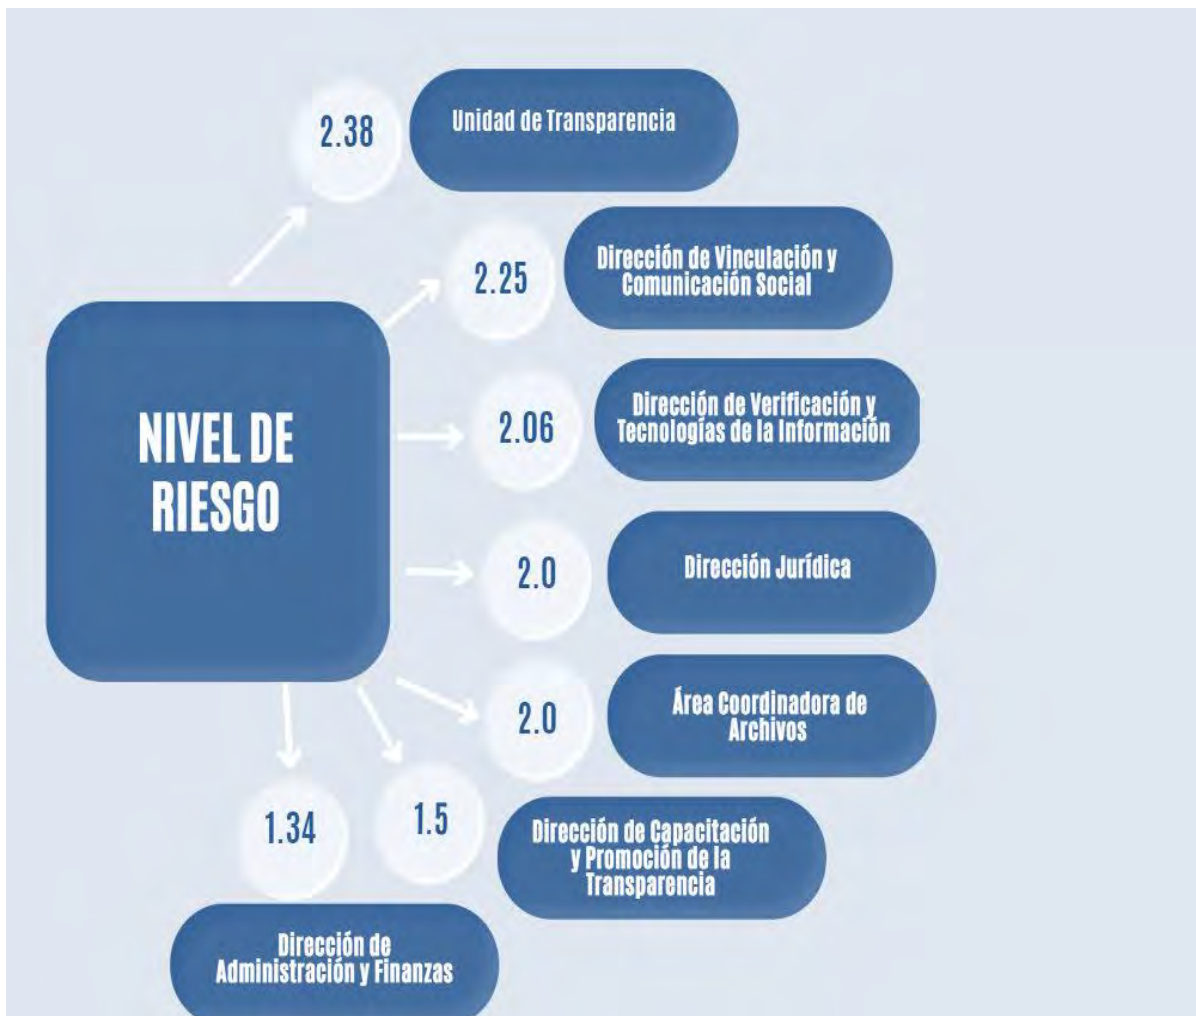 2.38
Unidad de Transparencia
2.25
Dirección de Vinculación y
Comunicación Social
NIVEL DE
RIESGO
2.06
Dirección de Verificación y
Tecnologías de la Información
2.0
Dirección Jurídica
2.0
Área Coordinadora de
Archivos
1.34
1.5
Dirección de Capacitación
y Promoción de la
Transparencia
Dirección de
Administración y Finanzas